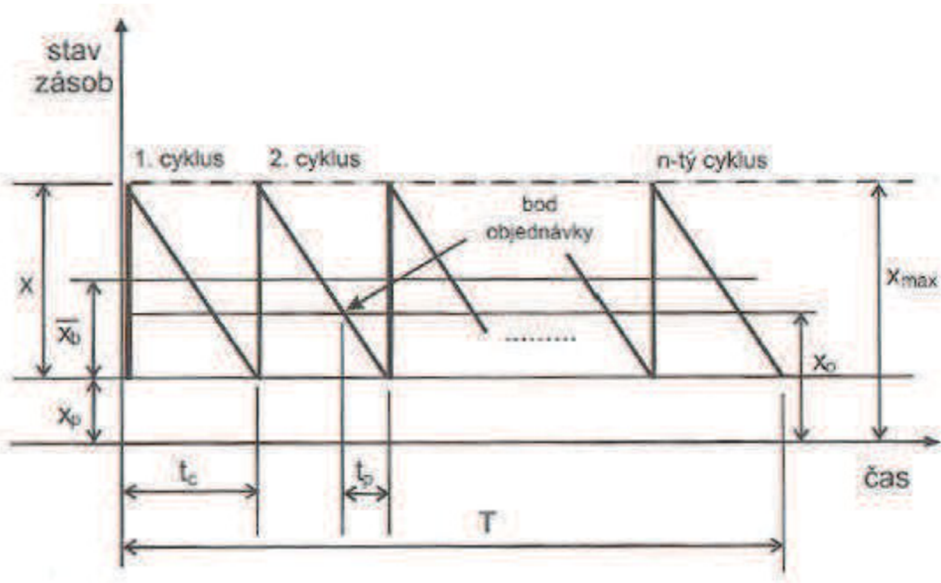 stav
zásob
1. cyklus
2. cyklus
n-tý cyklus
bod
objednávky
x
x̄b
xp
xmax
xo
..........
tc
tp
čas
T